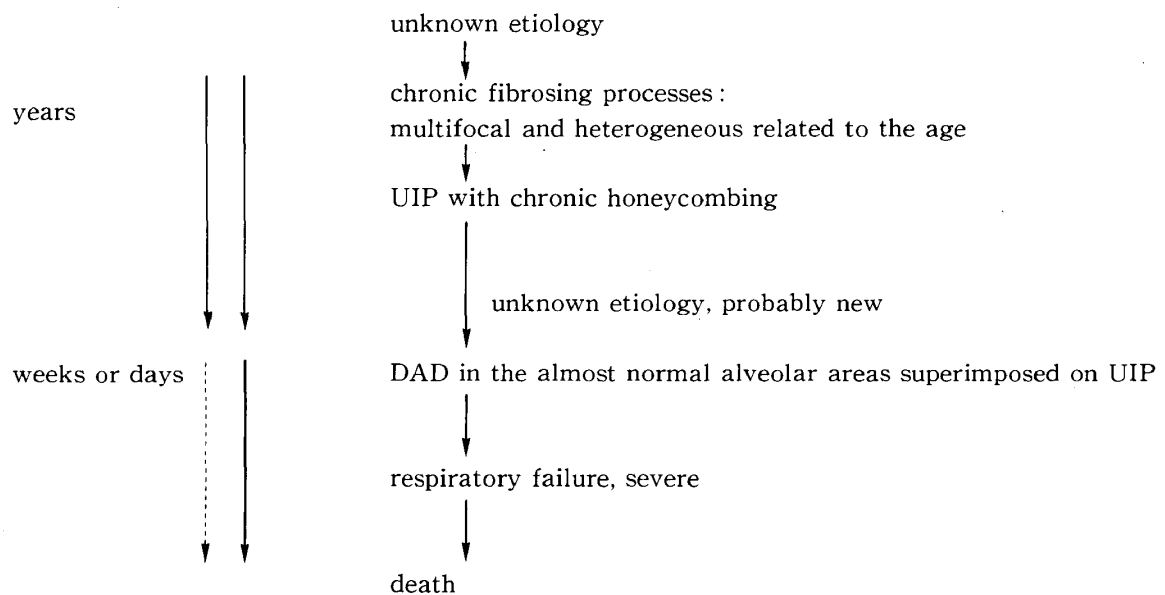 unknown etiology
years
chronic fibrosing processes :
multifocal and heterogeneous related to the age
UIP with chronic honeycombing
unknown etiology, probably new
weeks or days
DAD in the almost normal alveolar areas superimposed on UIP
respiratory failure, severe
death